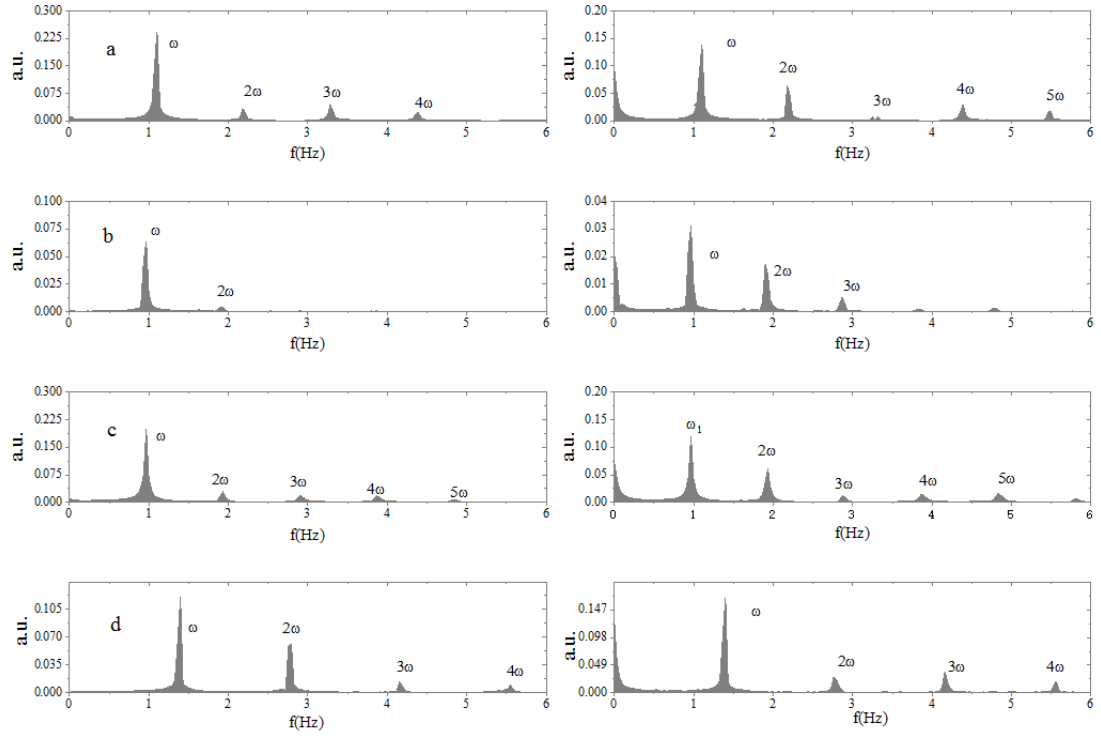 0.300
0.225
0.150
0.075
0.000
a.u.
a
ω
2ω
3ω
4ω
0 1 2 3 4 5 6
f(Hz)
0.20
0.15
0.10
0.05
0.00
a.u.
ω
2ω
3ω
4ω
5ω
0 1 2 3 4 5 6
f(Hz)
0.100
0.075
0.050
0.025
0.000
a.u.
b
ω
2ω
0 1 2 3 4 5 6
f(Hz)
0.04
0.03
0.02
0.01
0.00
a.u.
ω
2ω
3ω
0 1 2 3 4 5 6
f(Hz)
0.300
0.225
0.150
0.075
0.000
a.u.
c
ω
2ω
3ω
4ω
5ω
0 1 2 3 4 5 6
f(Hz)
0.20
0.15
0.10
0.05
0.00
a.u.
ω₁
2ω
3ω
4ω
5ω
0 1 2 3 4 5 6
f(Hz)
0.105
0.070
0.035
0.000
a.u.
d
ω
2ω
3ω
4ω
0 1 2 3 4 5 6
f(Hz)
0.147
0.098
0.049
0.000
a.u.
ω
2ω
3ω
4ω
0 1 2 3 4 5 6
f(Hz)